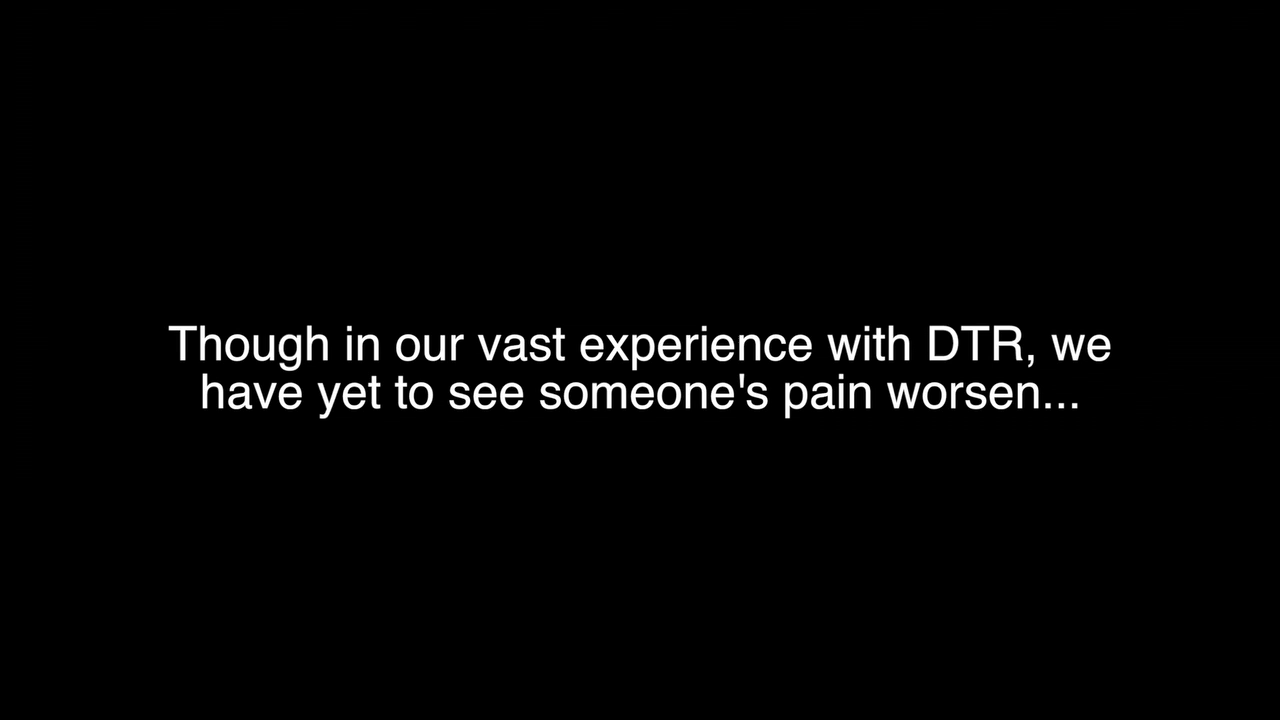 Though in our vast experience with DTR, we
have yet to see someone's pain worsen...